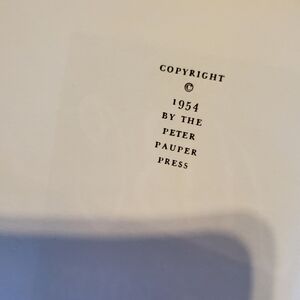 COPYRIGHT
©
1954
BY THE
PETER
PAUPER
PRESS